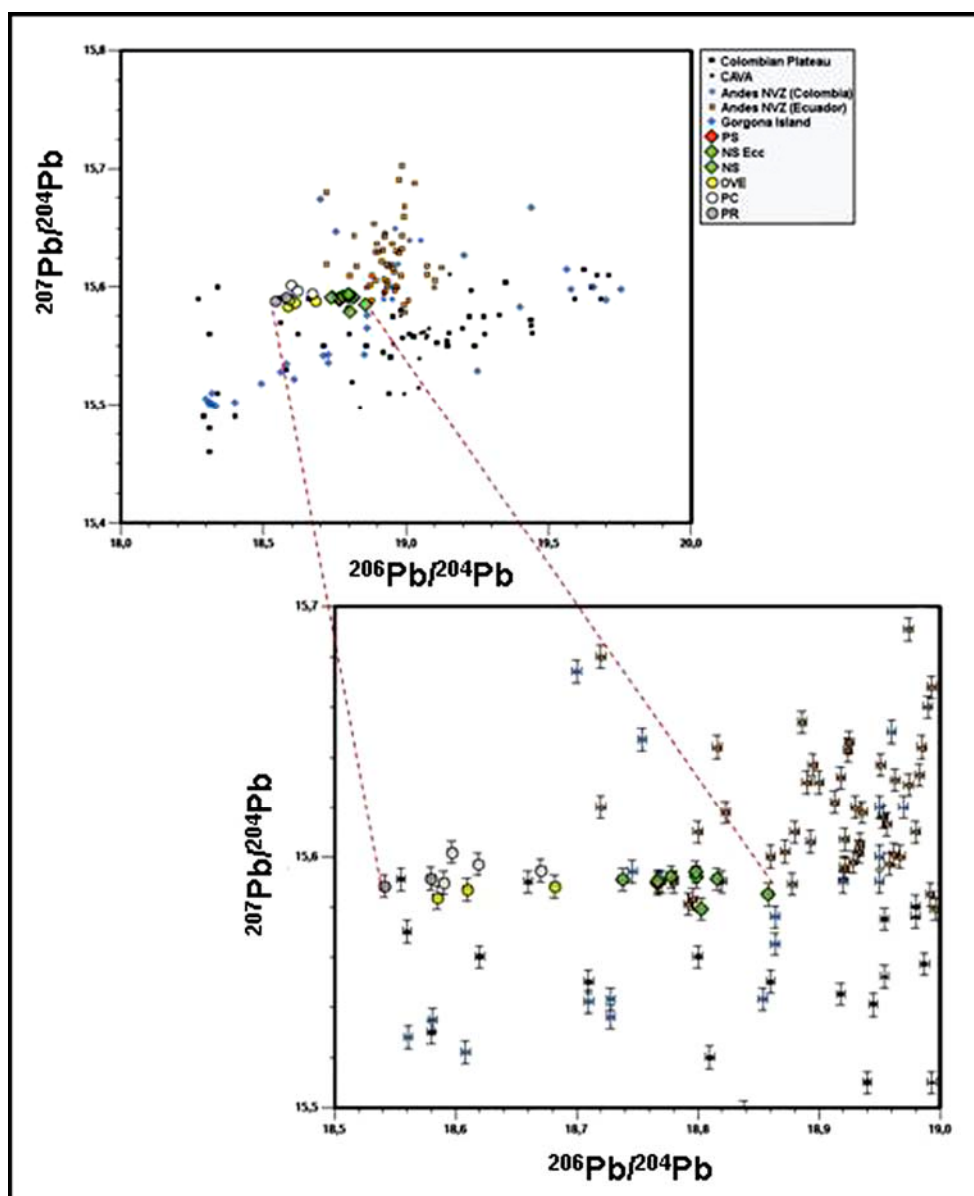 15,8
15,7
15,6
15,5
15,4
207Pb/204Pb
18,0
18,5
19,0
19,5
20,0
206Pb/204Pb
Colombian Plateau
CAVA
Andes NVZ (Colombia)
Andes NVZ (Ecuador)
Gorgona Island
PS
NS Ecc
NS
OVE
PC
PR
15,7
15,6
15,5
207Pb/204Pb
18,5
18,6
18,7
18,8
18,9
19,0
206Pb/204Pb